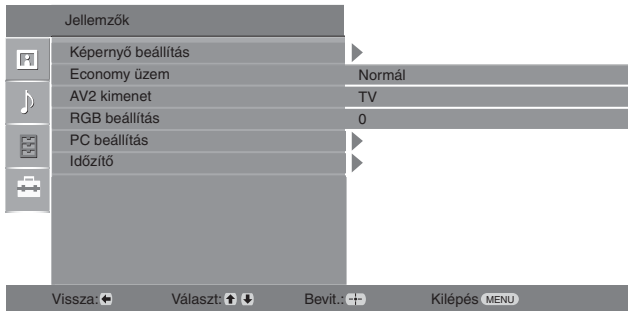 Jellemzők
Képernyő beállítás
Economy üzem Normál
AV2 kimenet TV
RGB beállítás 0
PC beállítás
Időzítő
Vissza: Választ: Bevit.: Kilépés MENU